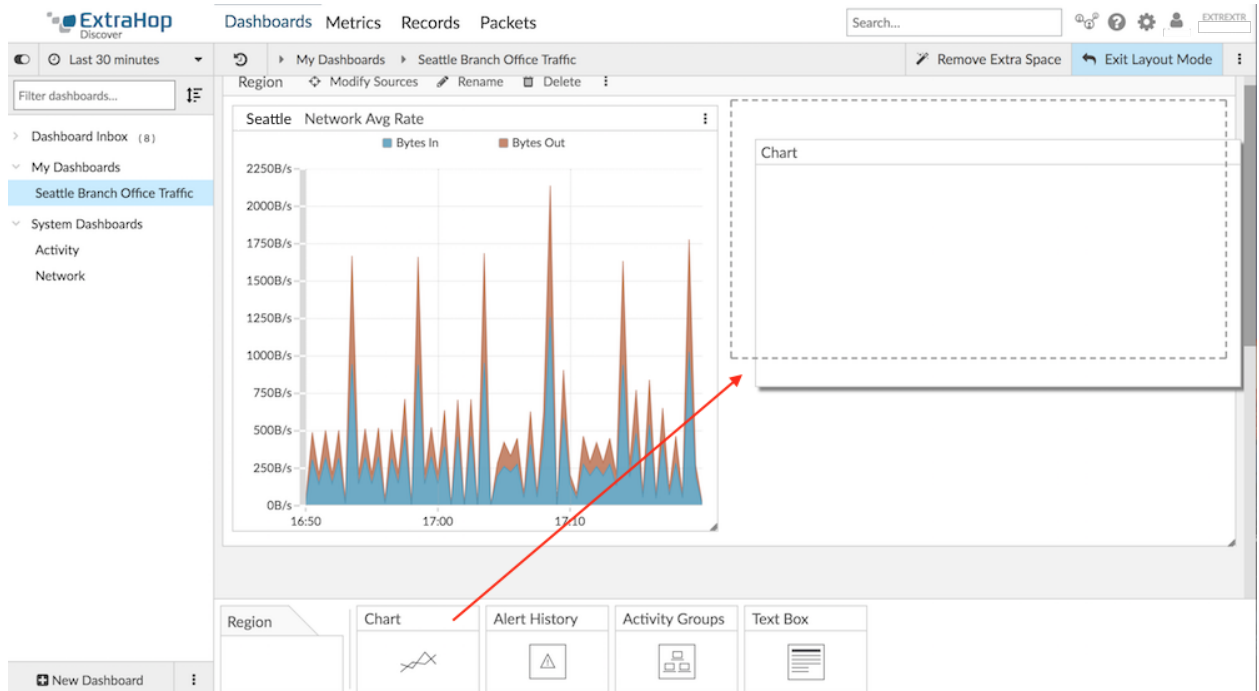 ExtraHop
Discover
Dashboards Metrics Records Packets
Search...
EXTREXTR
Last 30 minutes
My Dashboards Seattle Branch Office Traffic
Remove Extra Space
Exit Layout Mode
Filter dashboards...
Region Modify Sources Rename Delete
Dashboard Inbox (8)
My Dashboards
Seattle Branch Office Traffic
System Dashboards
Activity
Network
Seattle Network Avg Rate
Bytes In Bytes Out
2250B/s
2000B/s
1750B/s
1500B/s
1250B/s
1000B/s
750B/s
500B/s
250B/s
0B/s
16:50 17:00 17:10
Chart
Region
Chart
Alert History
Activity Groups
Text Box
New Dashboard